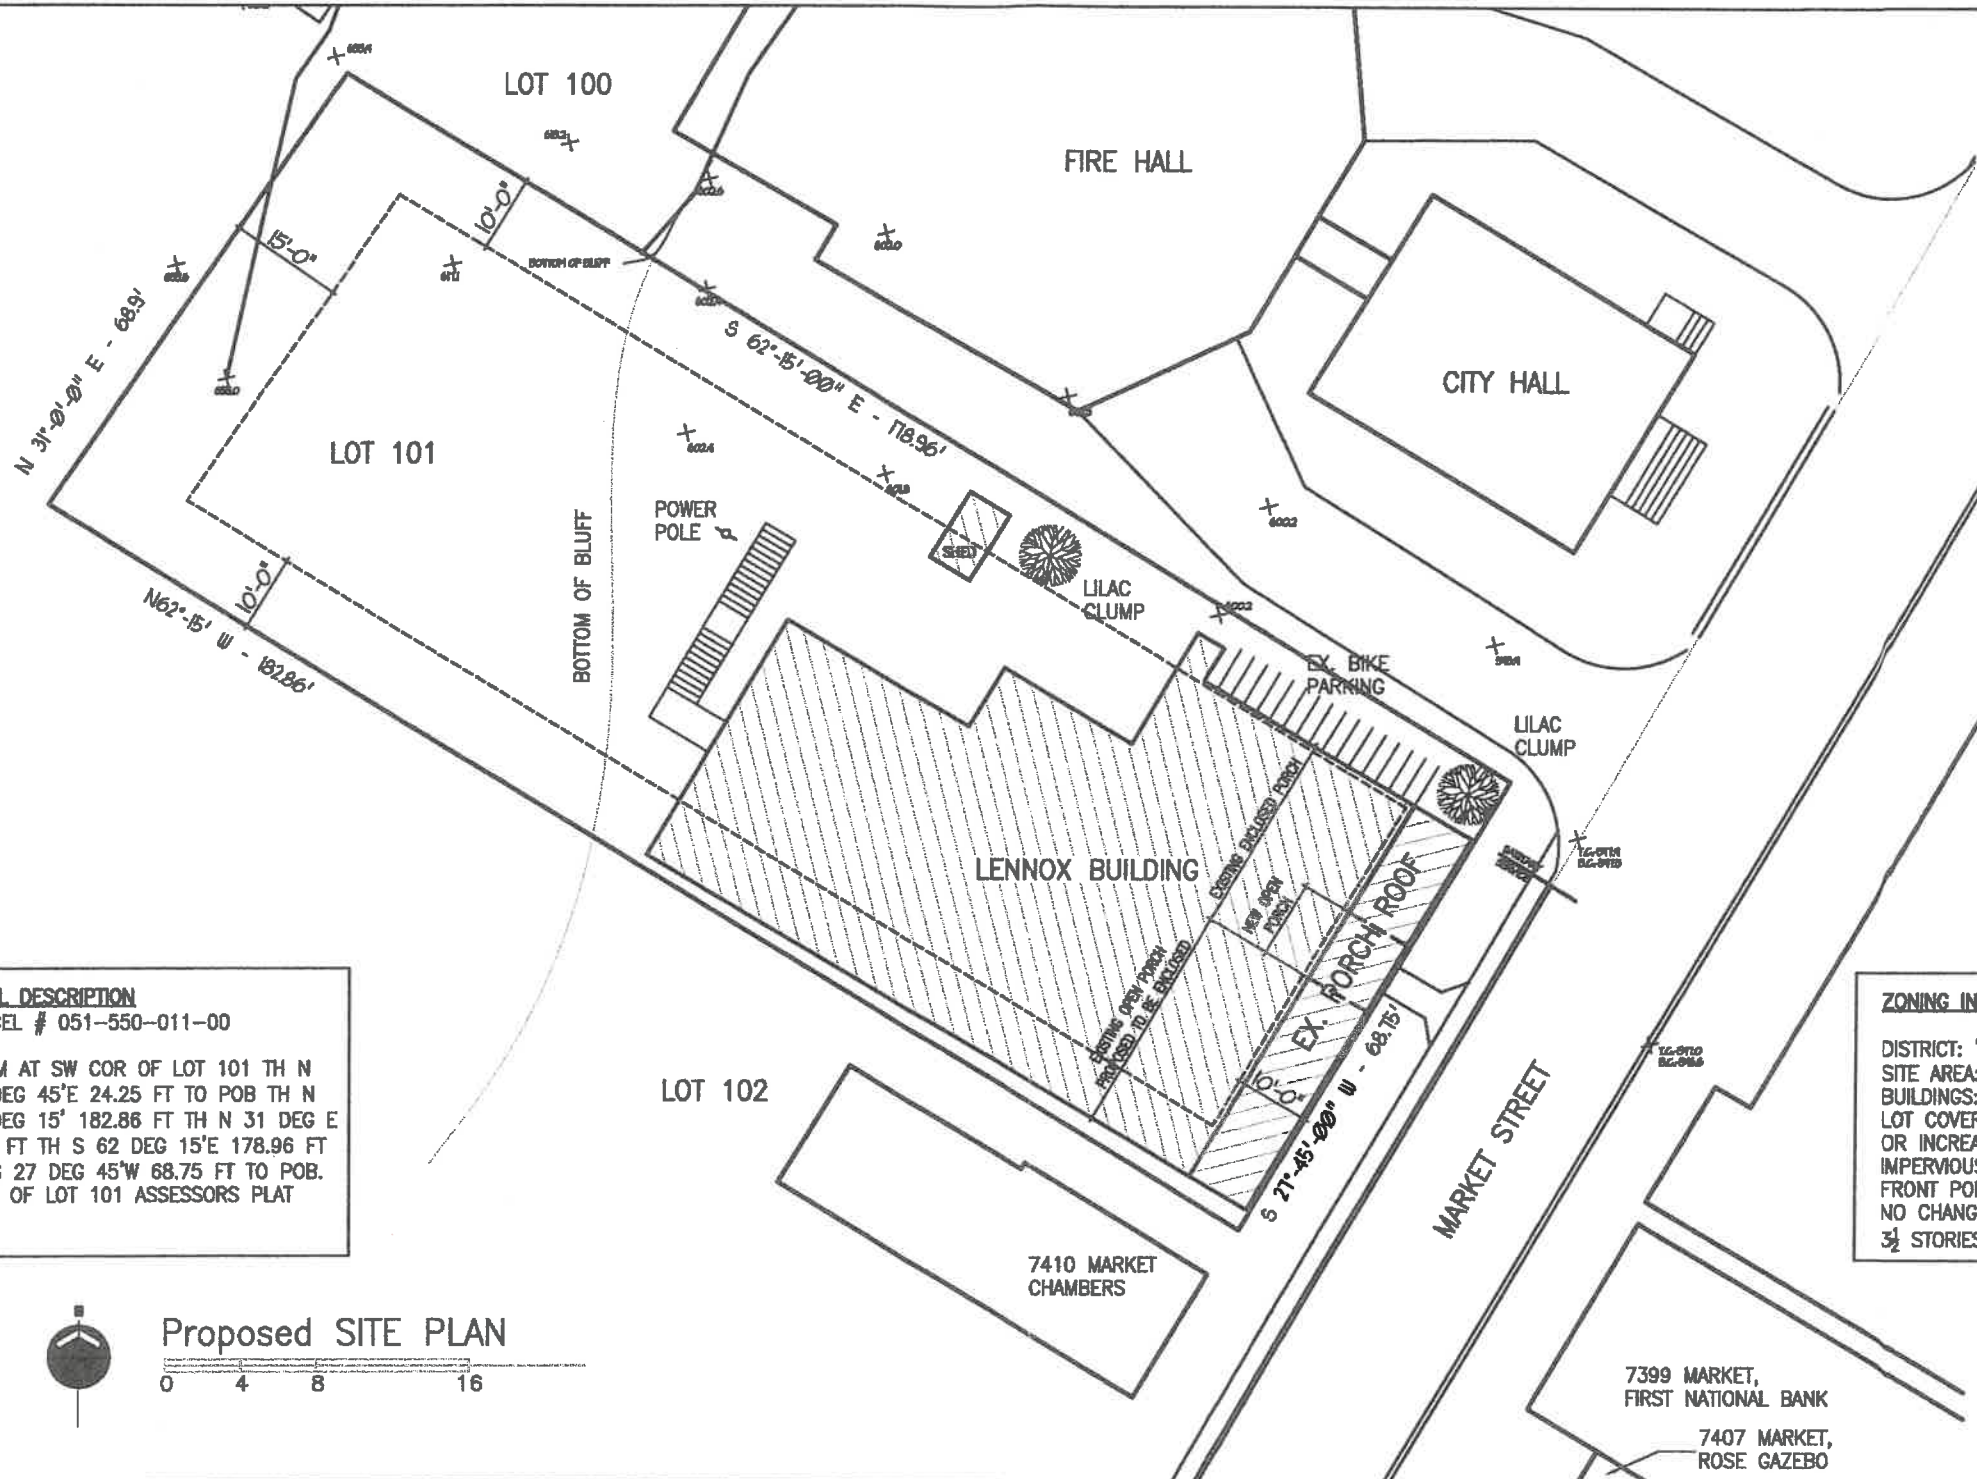 LOT 100
FIRE HALL
10'-0"
15'-0"
BOTTOM OF BLUFF
N 31°-0'-0" E - 68.9'
S 62°-15'-00" E - 178.96'
CITY HALL
LOT 101
602.4
POWER
POLE
SHED
600.2
LILAC
CLUMP
BOTTOM OF BLUFF
10'-0"
N62°-15' W - 182.86'
EX. BIKE
PARKING
LILAC
CLUMP
EXISTING ENCLOSED PORCH
LENNOX BUILDING
NEW OPEN
PORCH
EX. PORCH ROOF
EXISTING OPEN PORCH
PROPOSED TO BE ENCLOSED
10'-0"
S 27°-45'-00" W - 68.75'
MARKET STREET
LOT 102
7410 MARKET
CHAMBERS
L DESCRIPTION
EL # 051-550-011-00
M AT SW COR OF LOT 101 TH N
DEG 45'E 24.25 FT TO POB TH N
DEG 15' 182.86 FT TH N 31 DEG E
FT TH S 62 DEG 15'E 178.96 FT
27 DEG 45'W 68.75 FT TO POB.
OF LOT 101 ASSESSORS PLAT
ZONING IN
DISTRICT: "
SITE AREA:
BUILDINGS:
LOT COVER
OR INCREA
IMPERVIOUS
FRONT POR
NO CHANG
3½ STORIES
Proposed SITE PLAN
0 4 8 16
7399 MARKET,
FIRST NATIONAL BANK
7407 MARKET,
ROSE GAZEBO